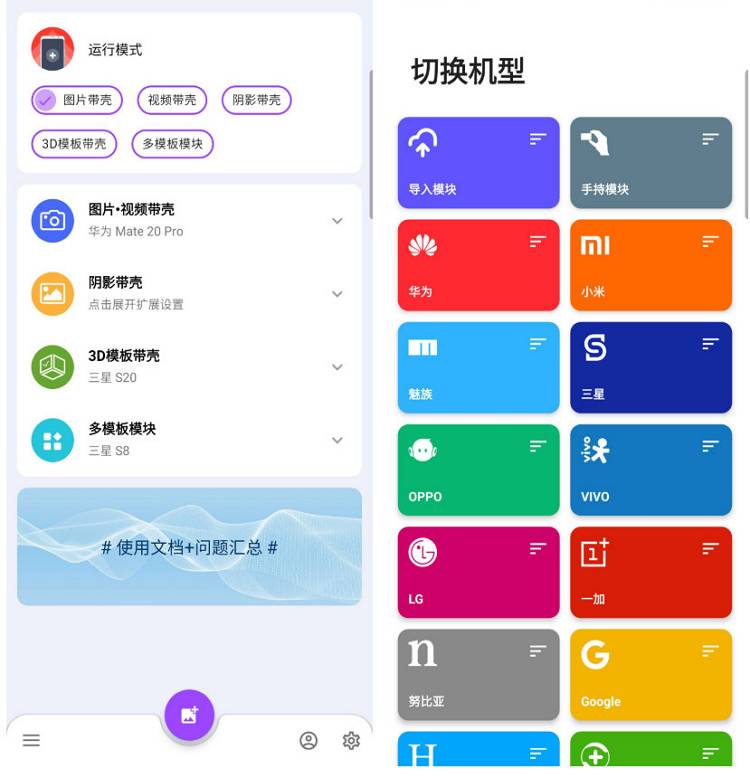 运行模式
图片带壳
视频带壳
阴影带壳
3D模板带壳
多模板模块
图片•视频带壳
华为 Mate 20 Pro
阴影带壳
点击展开扩展设置
3D模板带壳
三星 S20
多模板模块
三星 S8
# 使用文档+问题汇总 #
切换机型
导入模块
手持模块
华为
小米
魅族
三星
OPPO
vivo
VIVO
LG
LG
1+
一加
n
努比亚
G
Google
H